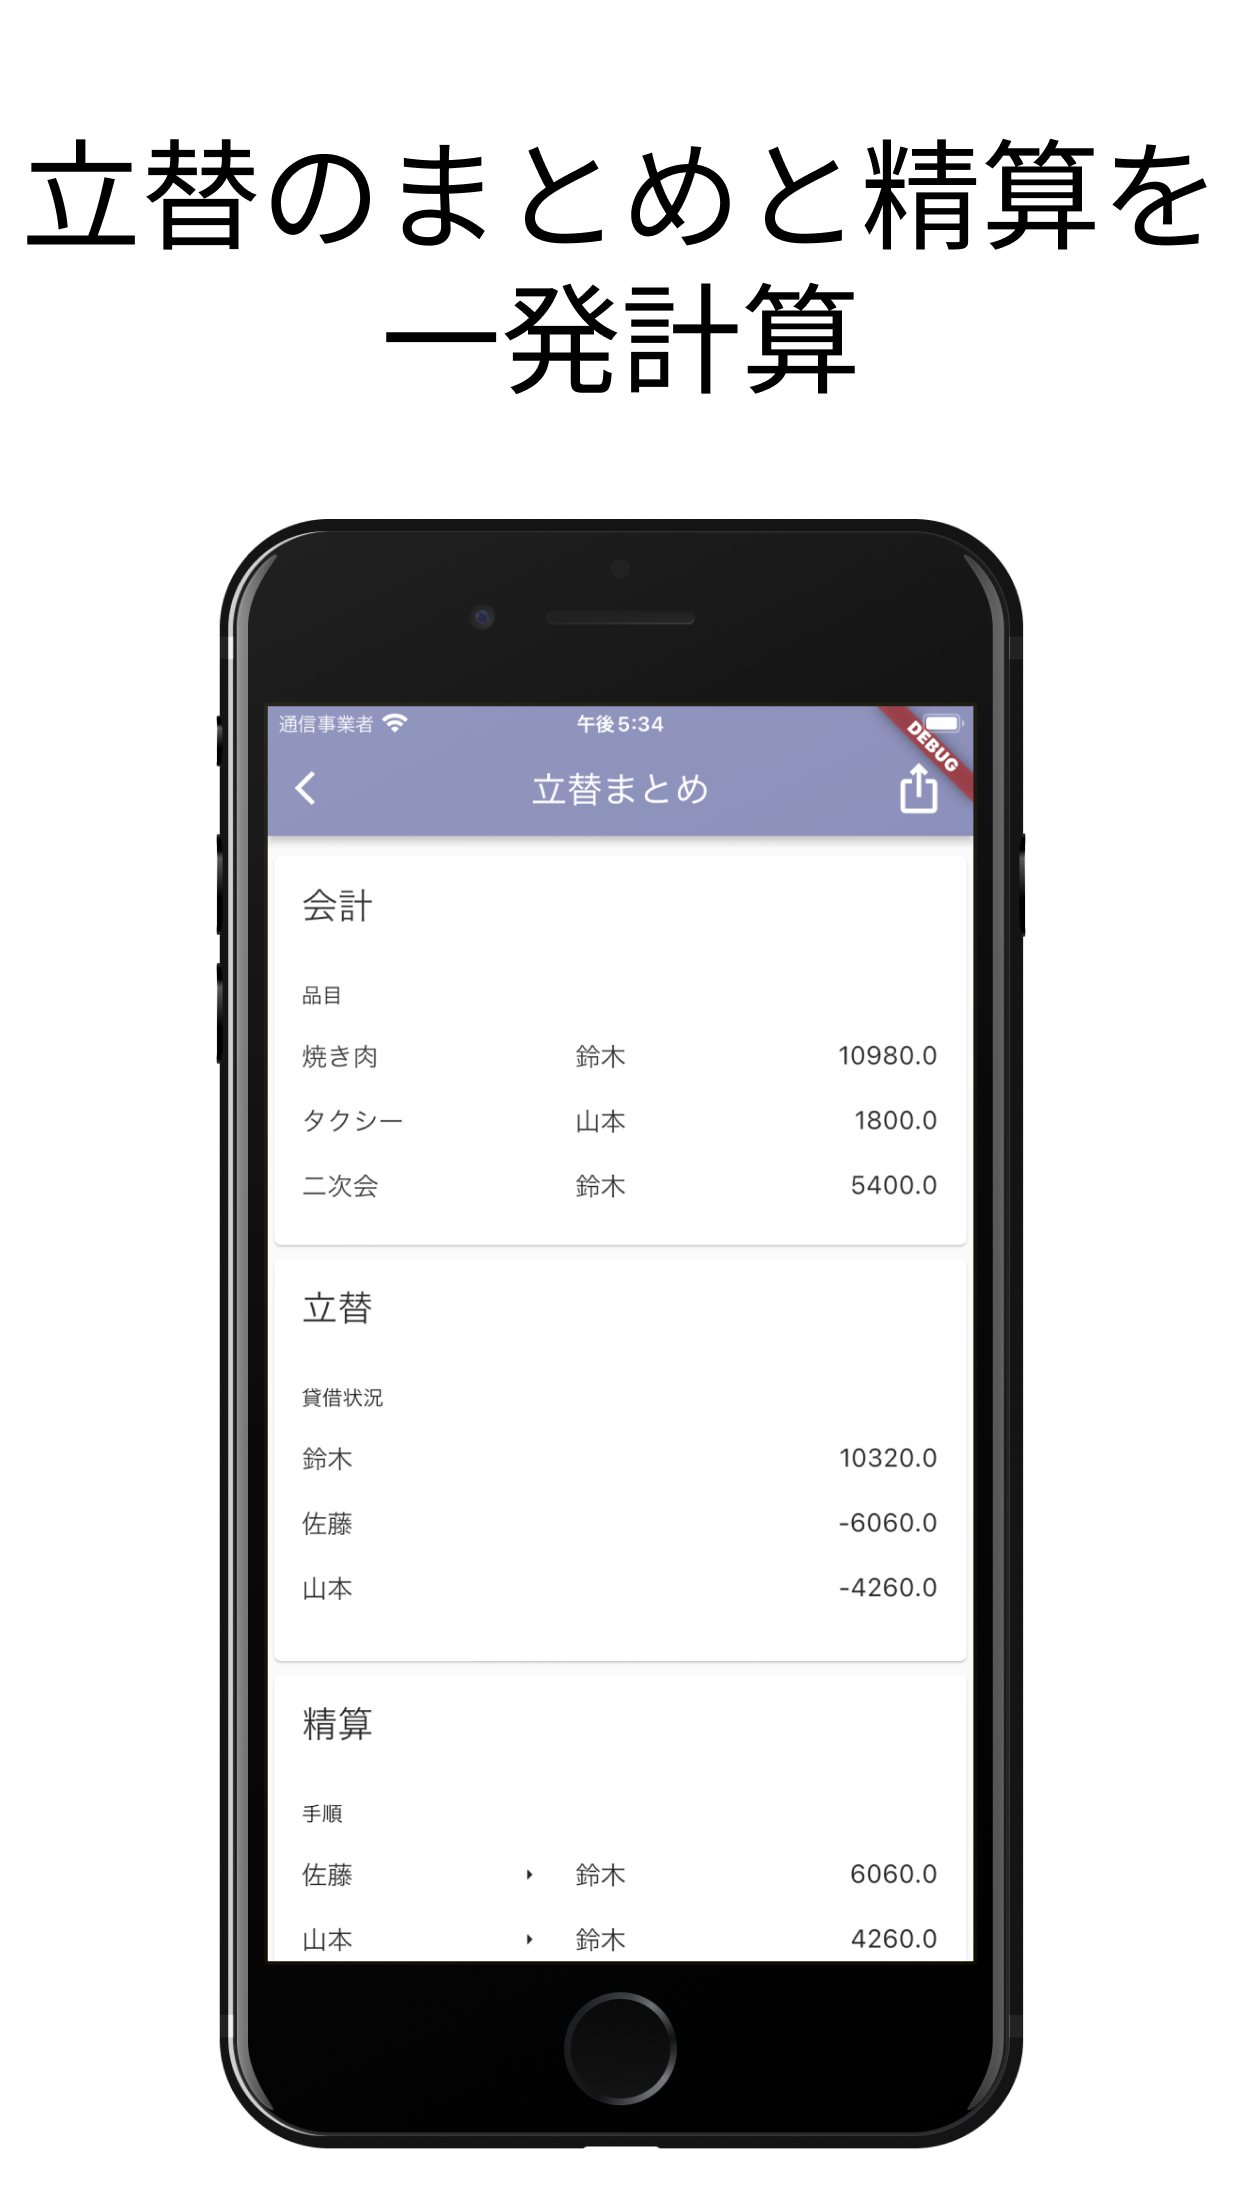 立替のまとめと精算を
一発計算
通信事業者 午後5:34
DEBUG
立替まとめ
会計
品目
焼き肉 鈴木 10980.0
タクシー 山本 1800.0
二次会 鈴木 5400.0
立替
貸借状況
鈴木 10320.0
佐藤 -6060.0
山本 -4260.0
精算
手順
佐藤 鈴木 6060.0
山本 鈴木 4260.0